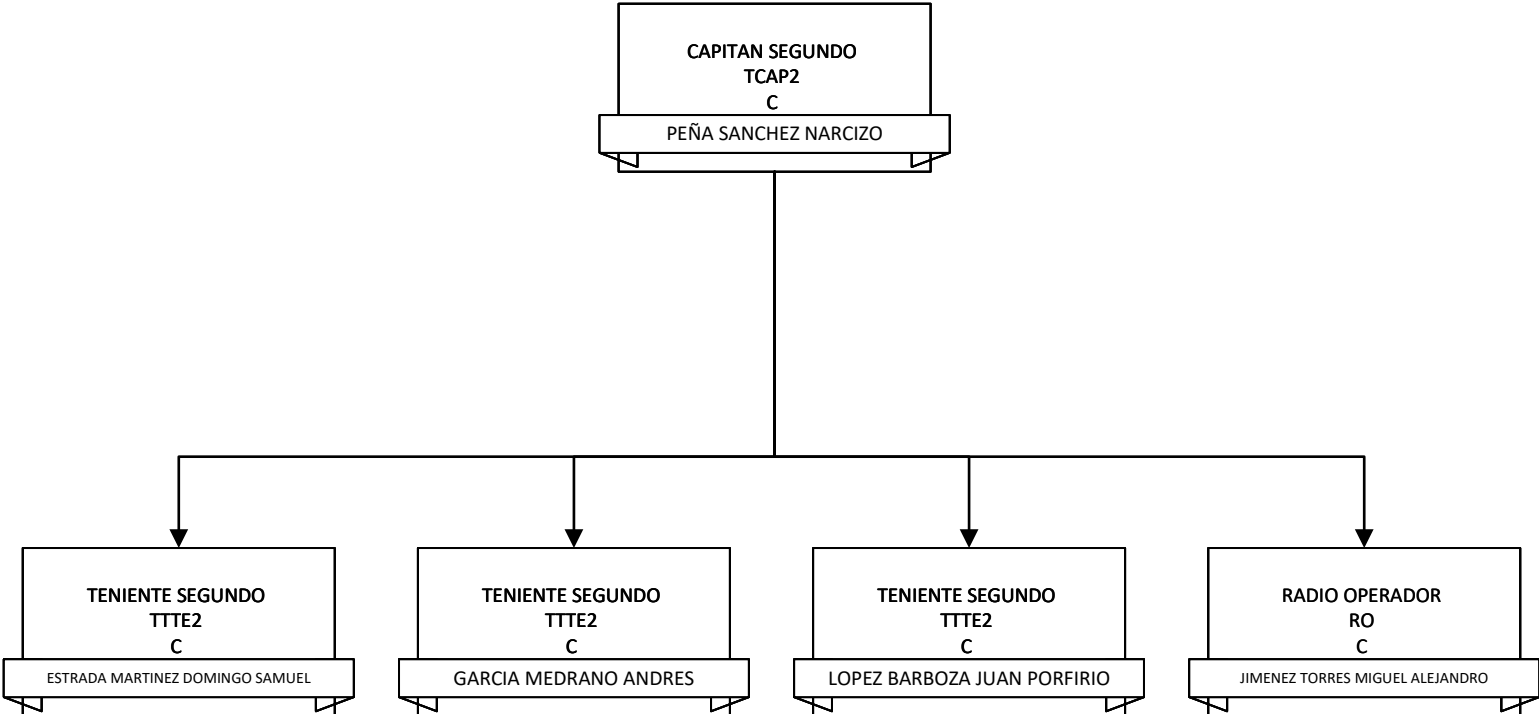 CAPITAN SEGUNDO
TCAP2
C
PEÑA SANCHEZ NARCIZO
TENIENTE SEGUNDO
TTTE2
C
ESTRADA MARTINEZ DOMINGO SAMUEL
TENIENTE SEGUNDO
TTTE2
C
GARCIA MEDRANO ANDRES
TENIENTE SEGUNDO
TTTE2
C
LOPEZ BARBOZA JUAN PORFIRIO
RADIO OPERADOR
RO
C
JIMENEZ TORRES MIGUEL ALEJANDRO